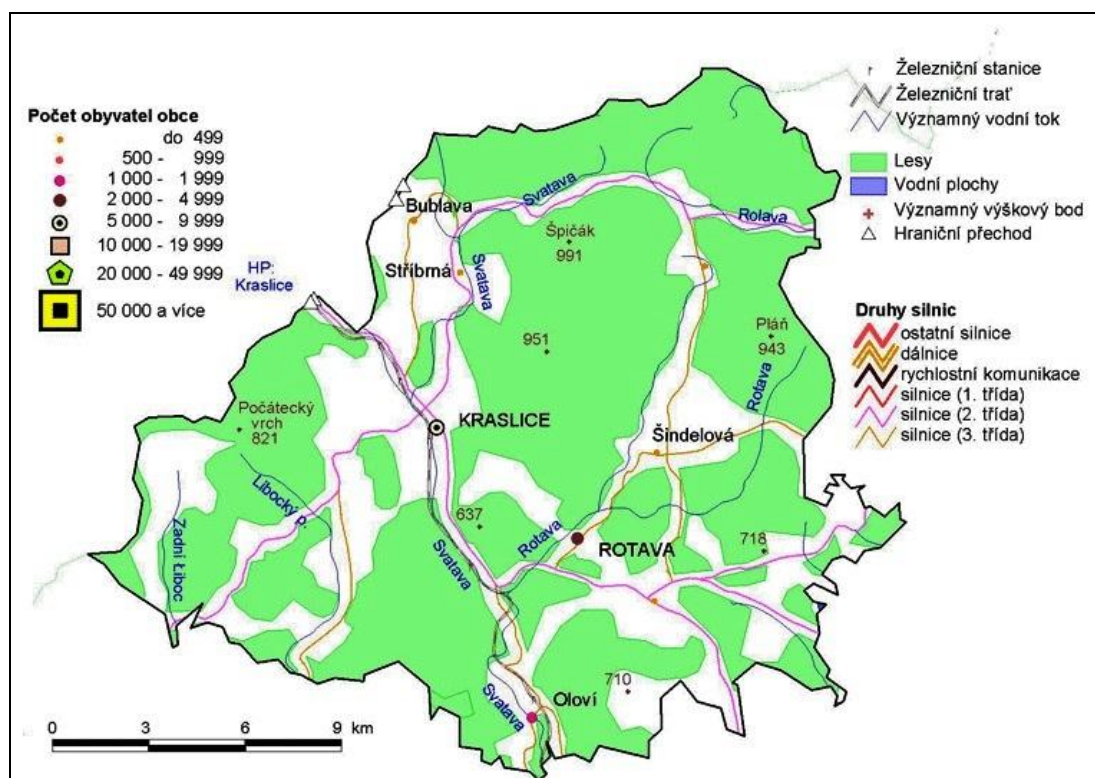 Počet obyvatel obce
do 499
500 - 999
1 000 - 1 999
2 000 - 4 999
5 000 - 9 999
10 000 - 19 999
20 000 - 49 999
50 000 a více
Železniční stanice
Železniční trať
Významný vodní tok
Lesy
Vodní plochy
Významný výškový bod
Hraniční přechod
Druhy silnic
ostatní silnice
dálnice
rychlostní komunikace
silnice (1. třída)
silnice (2. třída)
silnice (3. třída)
Svatava
Rolava
Bublava
Špičák
991
Stříbrná
Svatava
HP:
Kraslice
951
Pláň
943
Rotava
Počátecký
vrch
821
KRASLICE
Šindelová
Libocký p.
Zadní Liboc
637
Svatava
Rotava
ROTAVA
718
710
Oloví
Svatava
0 3 6 9 km